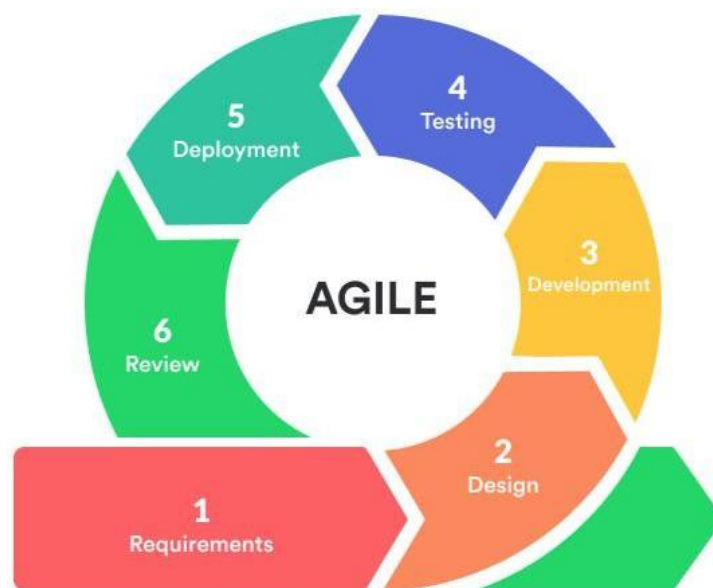 AGILE
1
Requirements
2
Design
3
Development
4
Testing
5
Deployment
6
Review